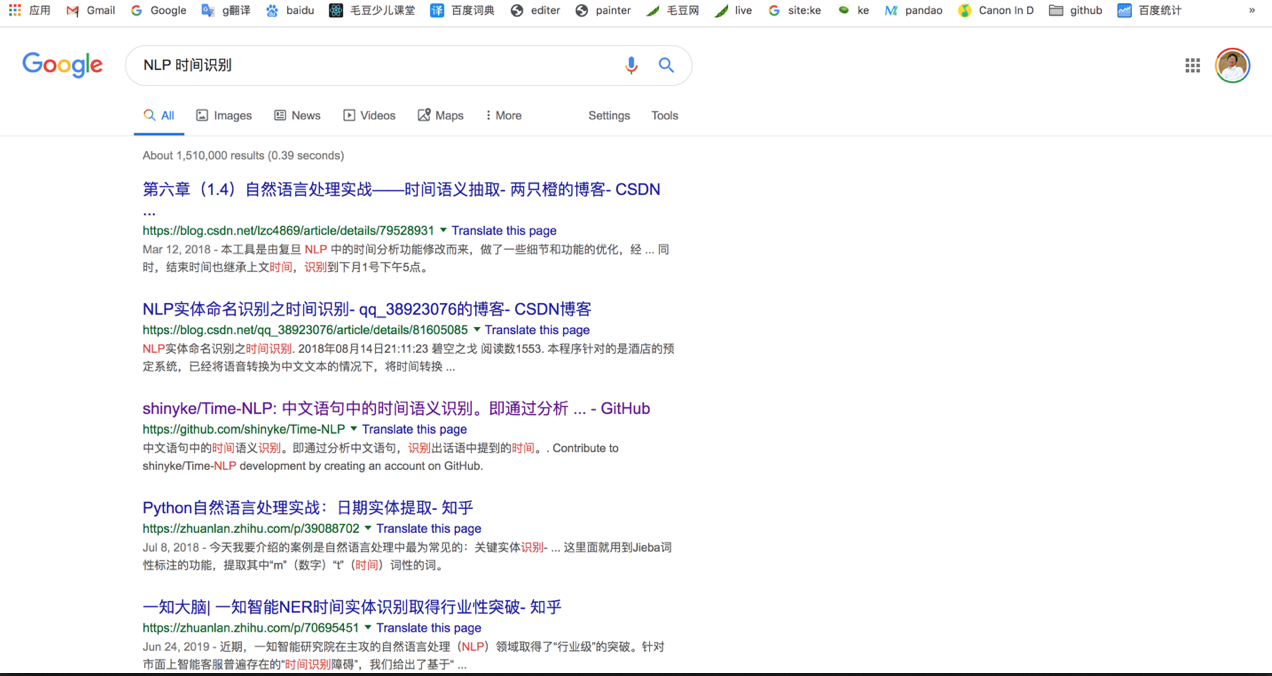 应用 Gmail Google g翻译 baidu 毛豆少儿课堂 译 百度词典 editer painter 毛豆网 live site:ke ke pandao Canon In D github 百度统计 »
Google NLP 时间识别
All Images News Videos Maps More Settings Tools
About 1,510,000 results (0.39 seconds)
第六章（1.4）自然语言处理实战——时间语义抽取- 两只橙的博客- CSDN
...
https://blog.csdn.net/lzc4869/article/details/79528931 Translate this page
Mar 12, 2018 - 本工具是由复旦 NLP 中的时间分析功能修改而来，做了一些细节和功能的优化，经 ... 同
时，结束时间也继承上文时间，识别到下月1号下午5点。
NLP实体命名识别之时间识别- qq_38923076的博客- CSDN博客
https://blog.csdn.net/qq_38923076/article/details/81605085 Translate this page
NLP实体命名识别之时间识别. 2018年08月14日21:11:23 碧空之戈 阅读数1553. 本程序针对的是酒店的预
定系统，已经将语音转换为中文文本的情况下，将时间转换 ...
shinyke/Time-NLP: 中文语句中的时间语义识别。即通过分析 ... - GitHub
https://github.com/shinyke/Time-NLP Translate this page
中文语句中的时间语义识别。即通过分析中文语句，识别出话语中提到的时间。. Contribute to
shinyke/Time-NLP development by creating an account on GitHub.
Python自然语言处理实战：日期实体提取- 知乎
https://zhuanlan.zhihu.com/p/39088702 Translate this page
Jul 8, 2018 - 今天我要介绍的案例是自然语言处理中最为常见的：关键实体识别- ... 这里面就用到Jieba词
性标注的功能，提取其中“m”（数字）“t”（时间）词性的词。
一知大脑| 一知智能NER时间实体识别取得行业性突破- 知乎
https://zhuanlan.zhihu.com/p/70695451 Translate this page
Jun 24, 2019 - 近期，一知智能研究院在主攻的自然语言处理（NLP）领域取得了“行业级”的突破。针对
市面上智能客服普遍存在的“时间识别障碍”，我们给出了基于“ ...